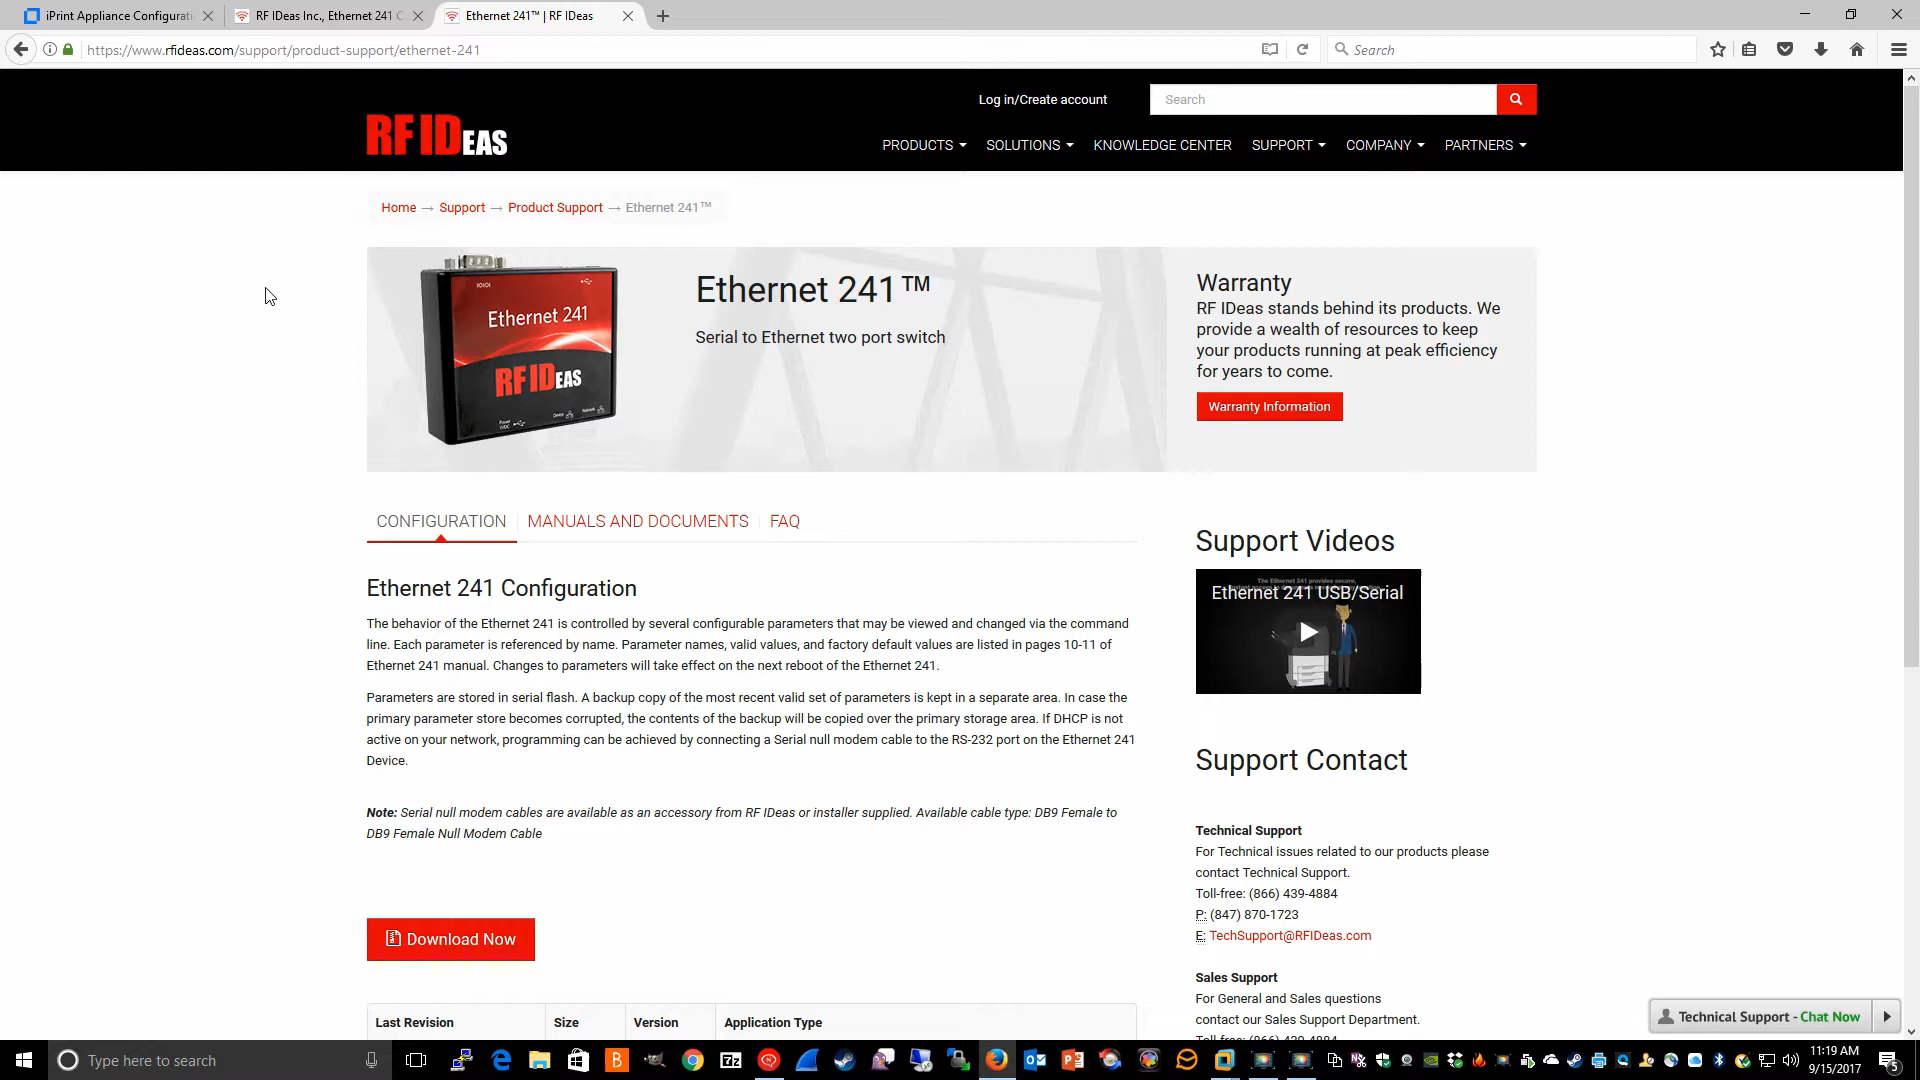 iPrint Appliance Configurati
RF IDeas Inc., Ethernet 241 C
Ethernet 241™ | RF IDeas
https://www.rfideas.com/support/product-support/ethernet-241
Search
Log in/Create account
Search
RF IDEAS
PRODUCTS
SOLUTIONS
KNOWLEDGE CENTER
SUPPORT
COMPANY
PARTNERS
Home → Support → Product Support → Ethernet 241™
Ethernet 241
RF IDEAS
Power
5VDC
Device
Network
Ethernet 241™
Serial to Ethernet two port switch
Warranty
RF IDeas stands behind its products. We
provide a wealth of resources to keep
your products running at peak efficiency
for years to come.
Warranty Information
CONFIGURATION
MANUALS AND DOCUMENTS
FAQ
Ethernet 241 Configuration
The behavior of the Ethernet 241 is controlled by several configurable parameters that may be viewed and changed via the command
line. Each parameter is referenced by name. Parameter names, valid values, and factory default values are listed in pages 10-11 of
Ethernet 241 manual. Changes to parameters will take effect on the next reboot of the Ethernet 241.
Parameters are stored in serial flash. A backup copy of the most recent valid set of parameters is kept in a separate area. In case the
primary parameter store becomes corrupted, the contents of the backup will be copied over the primary storage area. If DHCP is not
active on your network, programming can be achieved by connecting a Serial null modem cable to the RS-232 port on the Ethernet 241
Device.
Note: Serial null modem cables are available as an accessory from RF IDeas or installer supplied. Available cable type: DB9 Female to
DB9 Female Null Modem Cable
Download Now
Last Revision
Size
Version
Application Type
Support Videos
Ethernet 241 USB/Serial
Support Contact
Technical Support
For Technical issues related to our products please
contact Technical Support.
Toll-free: (866) 439-4884
P: (847) 870-1723
E: TechSupport@RFIDeas.com
Sales Support
For General and Sales questions
contact our Sales Support Department.
Toll-free: (866) 439-4884
Technical Support - Chat Now
Type here to search
11:19 AM
9/15/2017
5